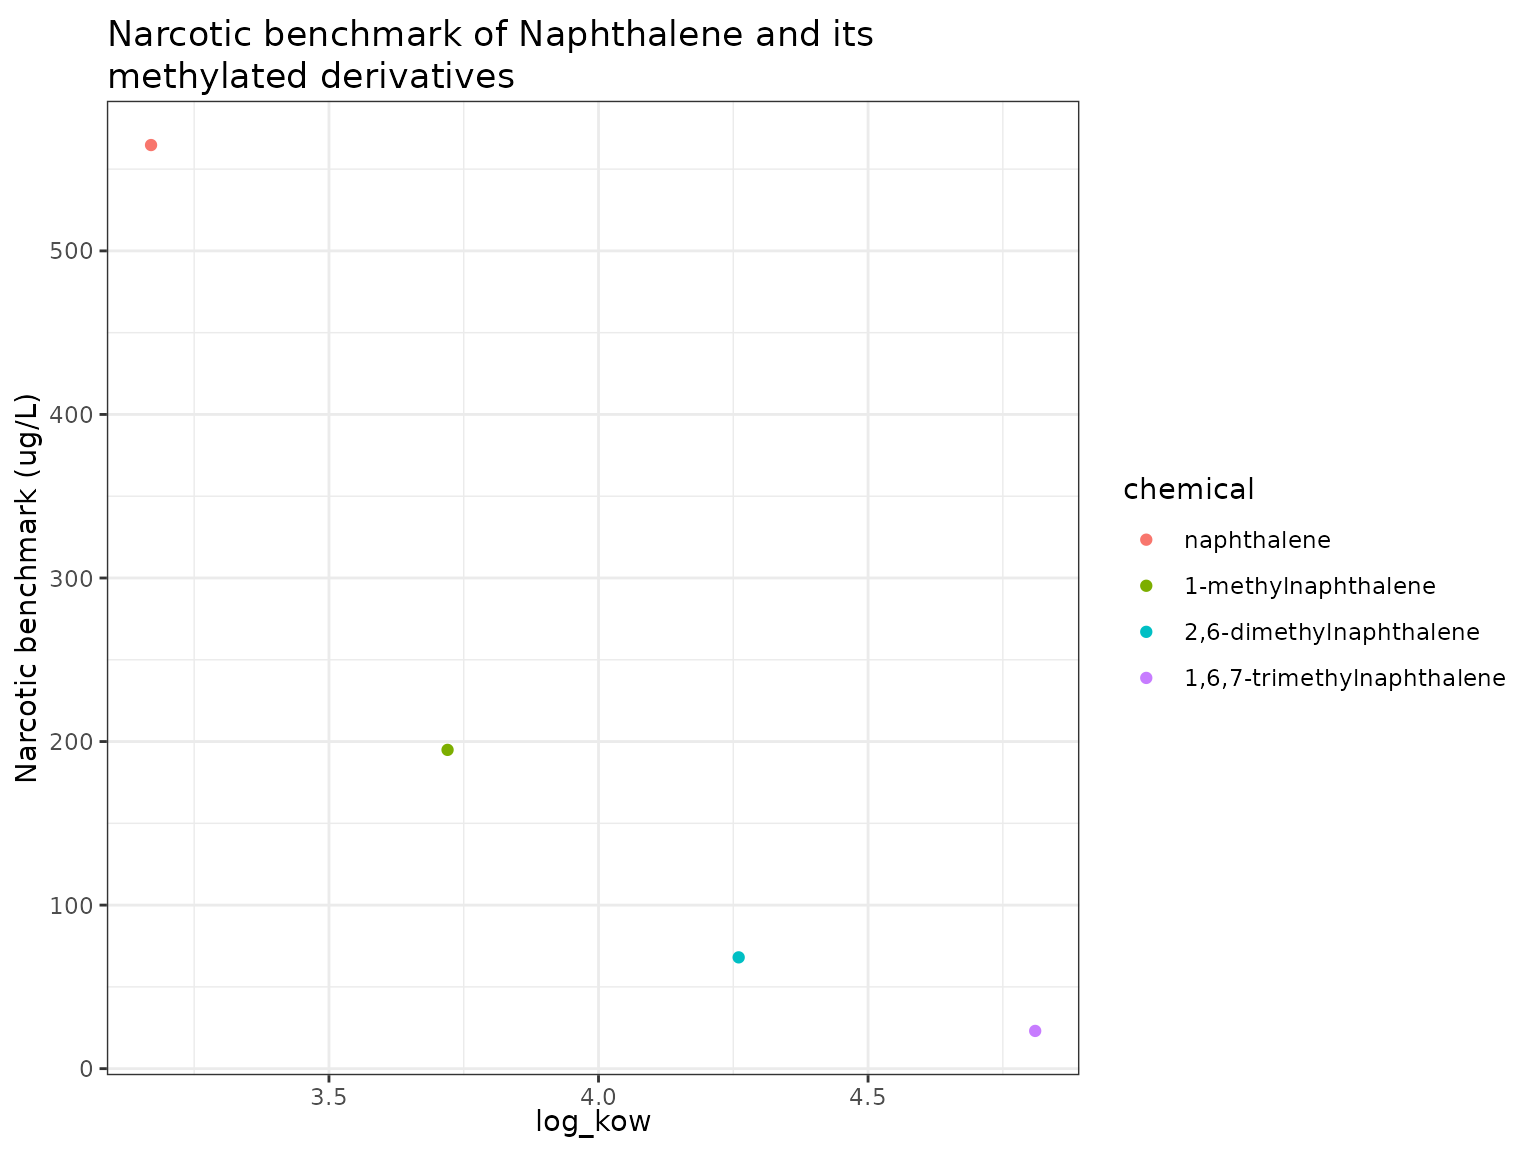 Narcotic benchmark of Naphthalene and its
methylated derivatives
Narcotic benchmark (ug/L)
500
400
300
200
100
0
3.5
4.0
4.5
log_kow
chemical
naphthalene
1-methylnaphthalene
2,6-dimethylnaphthalene
1,6,7-trimethylnaphthalene